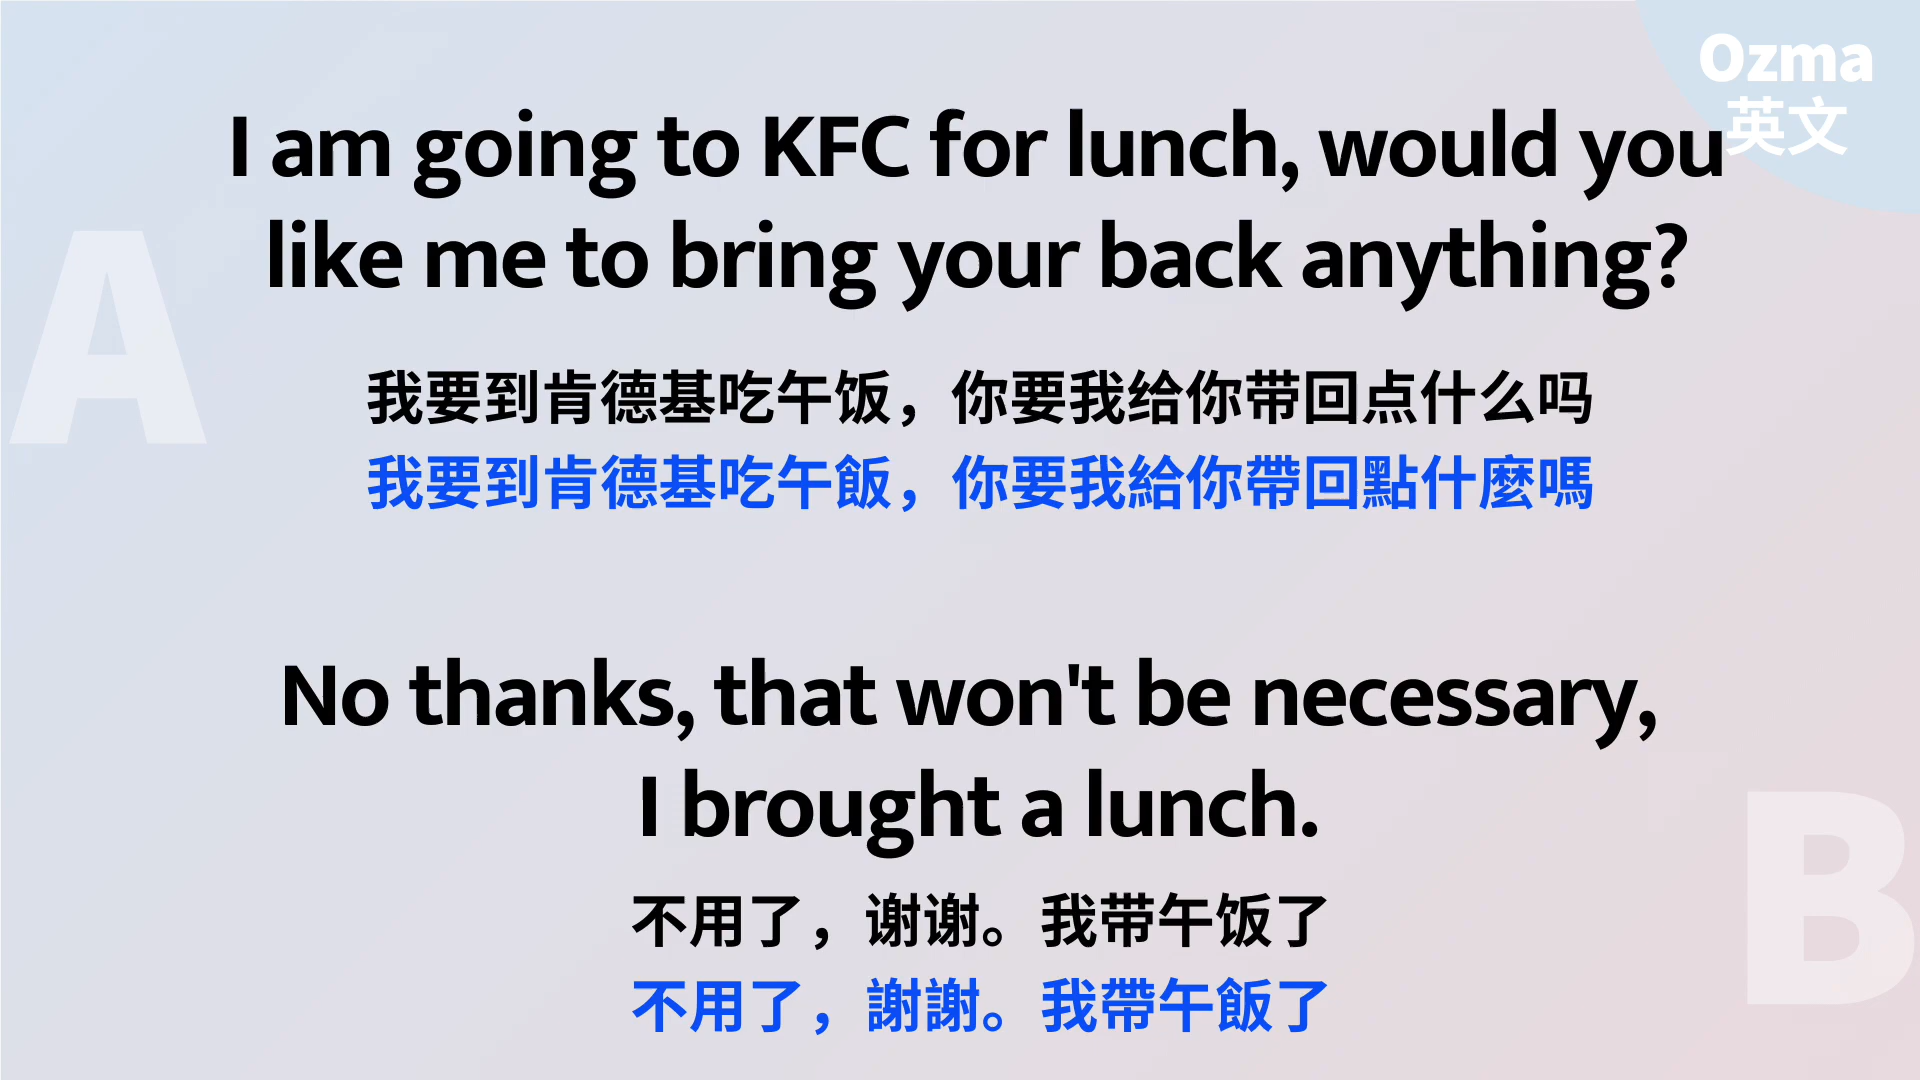 Ozma
英文
A
I am going to KFC for lunch, would you
like me to bring your back anything?
我要到肯德基吃午饭，你要我给你带回点什么吗
我要到肯德基吃午飯，你要我給你帶回點什麼嗎
B
No thanks, that won't be necessary,
I brought a lunch.
不用了，谢谢。我带午饭了
不用了，謝謝。我帶午飯了